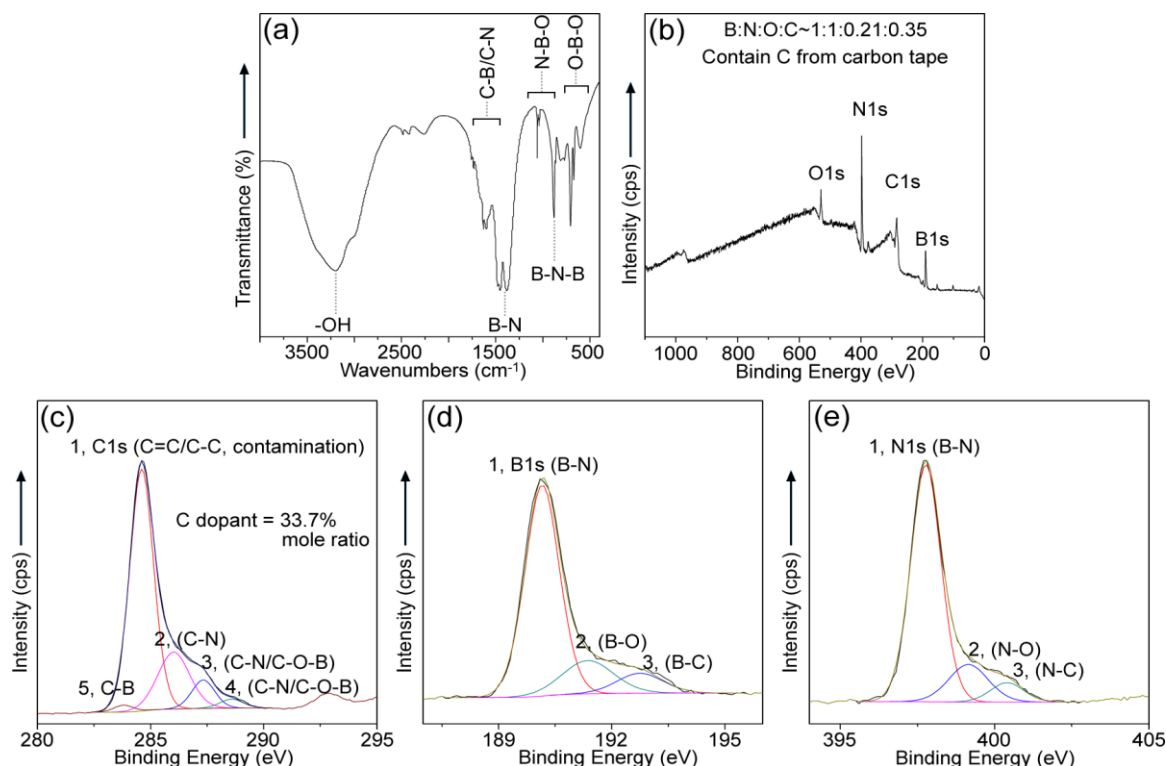 (a)
C-B/C-N
N-B-O
O-B-O
-OH
B-N
B-N-B
Transmittance (%)
3500 2500 1500 500
Wavenumbers (cm⁻¹)
(b)
B:N:O:C~1:1:0.21:0.35
Contain C from carbon tape
O1s
N1s
C1s
B1s
Intensity (cps)
1000 800 600 400 200 0
Binding Energy (eV)
(c)
1, C1s (C=C/C-C, contamination)
C dopant = 33.7%
mole ratio
2, (C-N)
3, (C-N/C-O-B)
4, (C-N/C-O-B)
5, C-B
Intensity (cps)
280 285 290 295
Binding Energy (eV)
(d)
1, B1s (B-N)
2, (B-O)
3, (B-C)
Intensity (cps)
189 192 195
Binding Energy (eV)
(e)
1, N1s (B-N)
2, (N-O)
3, (N-C)
Intensity (cps)
395 400 405
Binding Energy (eV)